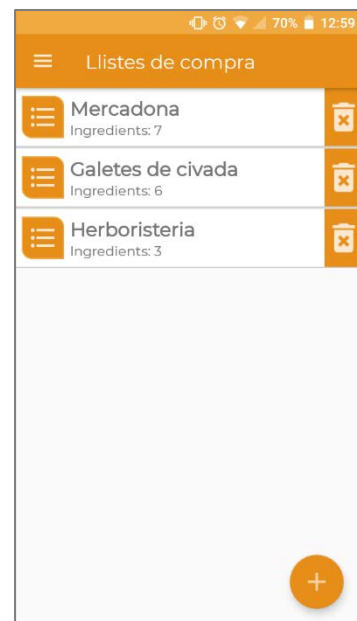 70% 12:59
Llistes de compra
Mercadona
Ingredients: 7
Galetes de civada
Ingredients: 6
Herboristeria
Ingredients: 3